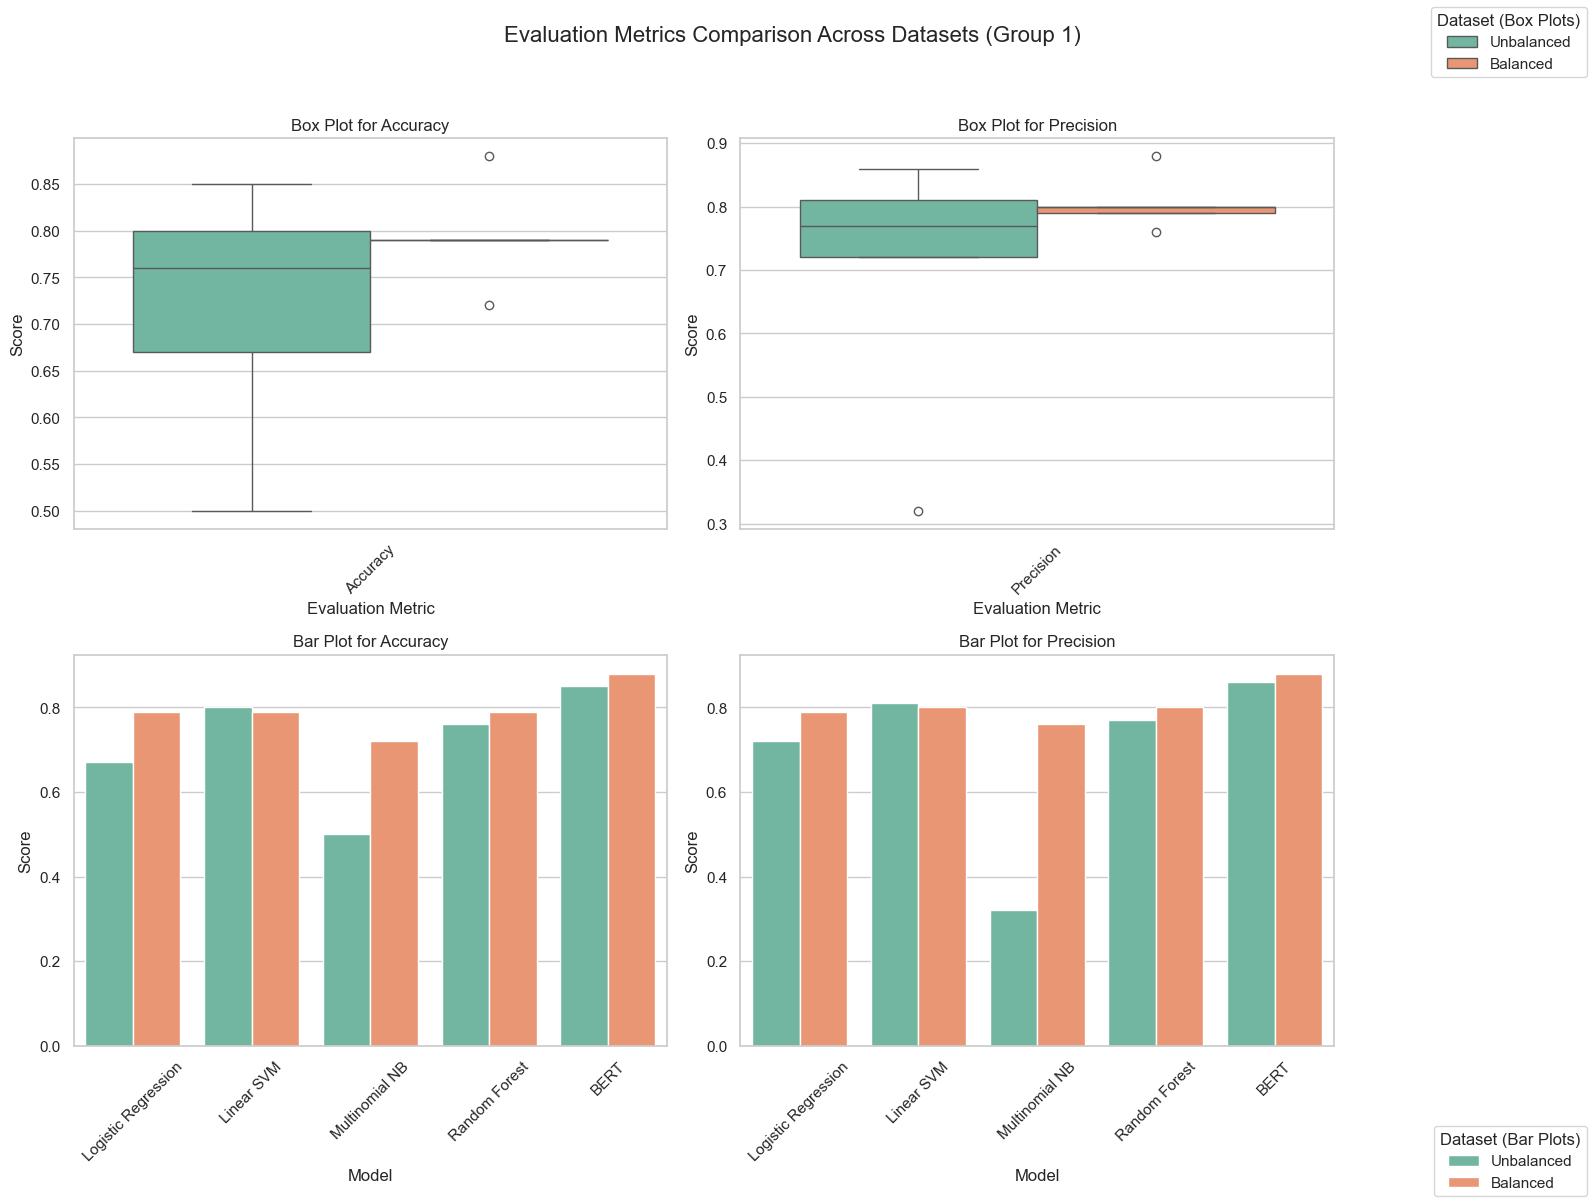 Evaluation Metrics Comparison Across Datasets (Group 1)
Dataset (Box Plots)
Unbalanced
Balanced
Box Plot for Accuracy
0.85
0.80
0.75
0.70
0.65
0.60
0.55
0.50
Score
Accuracy
Evaluation Metric
Box Plot for Precision
0.9
0.8
0.7
0.6
0.5
0.4
0.3
Score
Precision
Evaluation Metric
Bar Plot for Accuracy
0.8
0.6
0.4
0.2
0.0
Score
Logistic Regression
Linear SVM
Multinomial NB
Random Forest
BERT
Model
Bar Plot for Precision
0.8
0.6
0.4
0.2
0.0
Score
Logistic Regression
Linear SVM
Multinomial NB
Random Forest
BERT
Model
Dataset (Bar Plots)
Unbalanced
Balanced